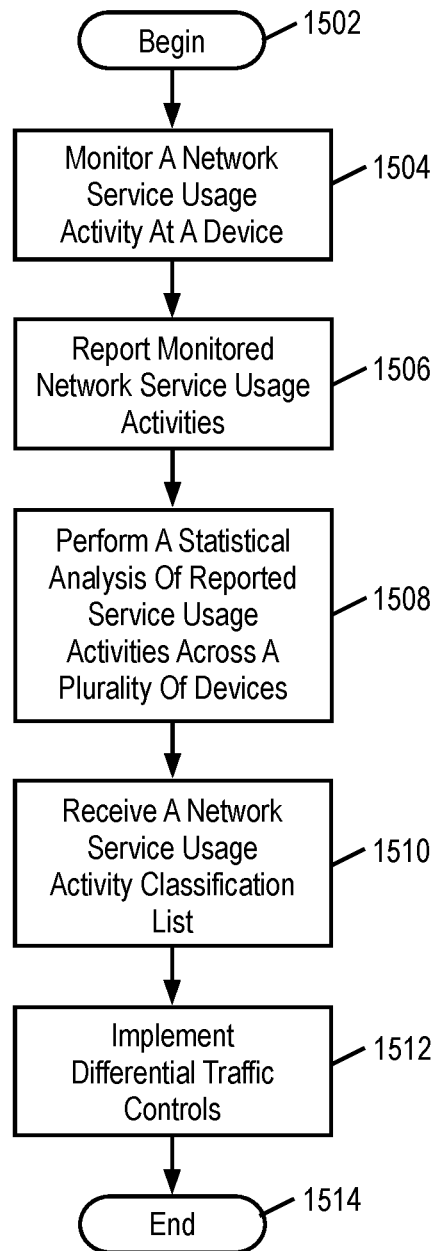 Begin
1502
Monitor A Network
Service Usage
Activity At A Device
1504
Report Monitored
Network Service Usage
Activities
1506
Perform A Statistical
Analysis Of Reported
Service Usage
Activities Across A
Plurality Of Devices
1508
Receive A Network
Service Usage
Activity Classification
List
1510
Implement
Differential Traffic
Controls
1512
End
1514